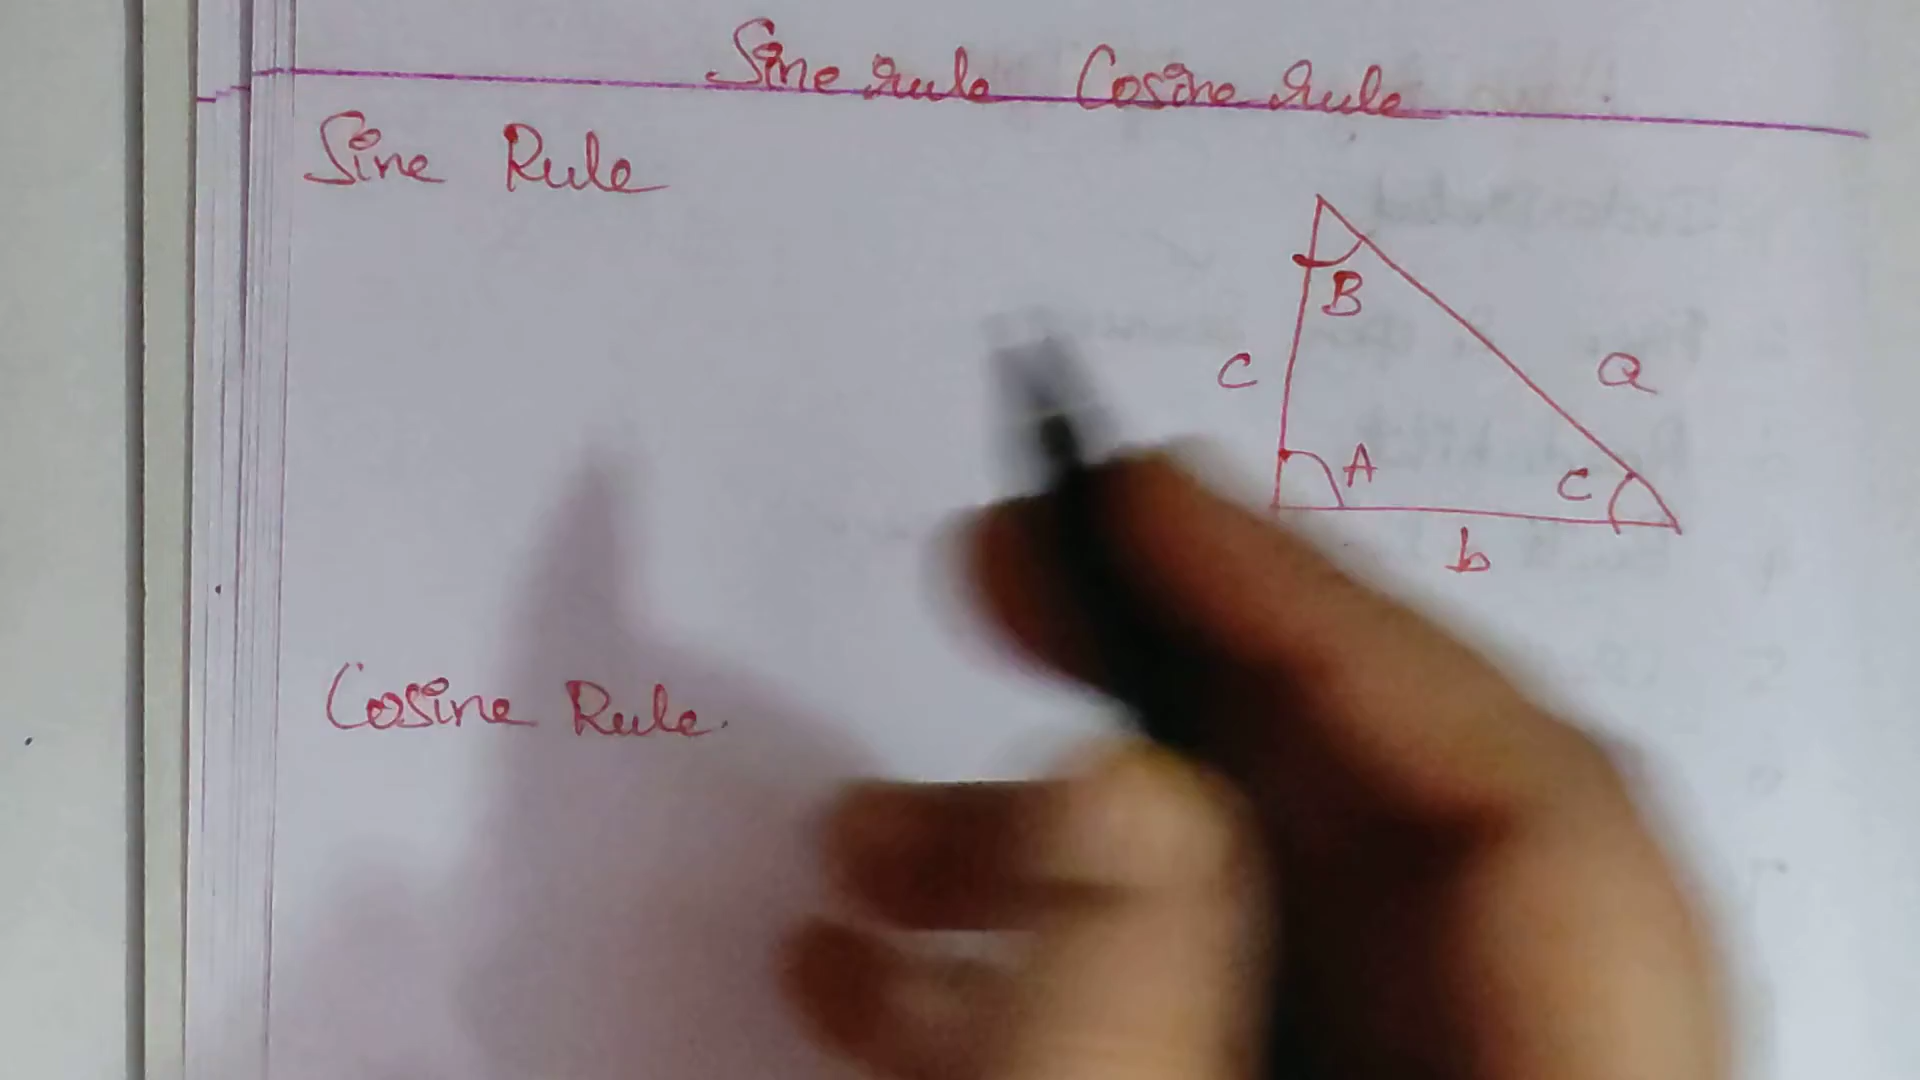 Sine rule Cosine rule
Sine Rule
B
C
a
A
C
b
Cosine Rule.